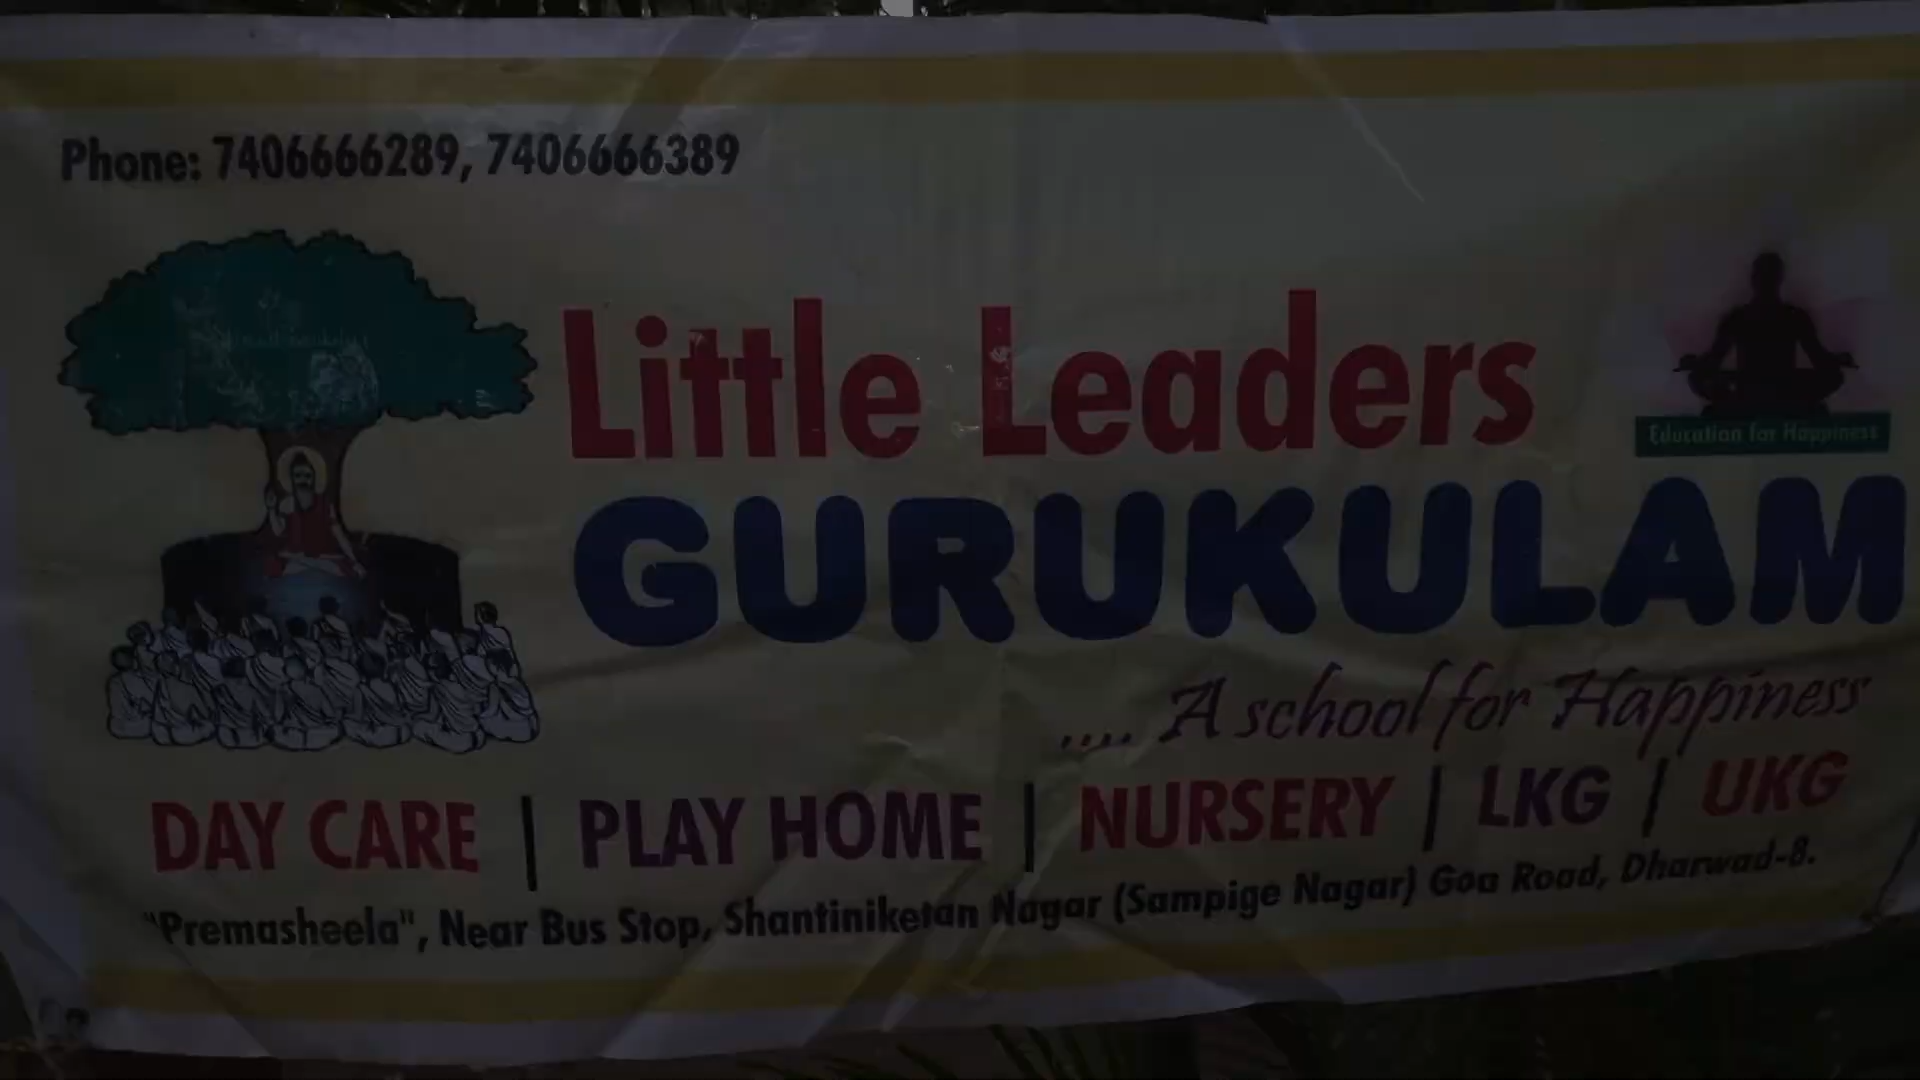 Phone: 7406666289, 7406666389
Little Leaders
Education for Happiness
GURUKULAM
.... A school for Happiness
DAY CARE | PLAY HOME | NURSERY | LKG | UKG
"Premasheela", Near Bus Stop, Shantiniketan Nagar (Sampige Nagar) Goa Road, Dharwad-8.